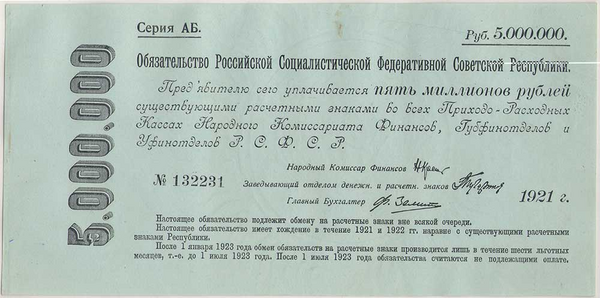 Серия АБ.
Руб. 5.000.000.
Обязательство Российской Социалистической Федеративной Советской Республики.
Предъявителю сего уплачивается пять миллионов рублей
существующими расчетными знаками во всех Приходо-Расходных
Кассах Народного Комиссариата Финансов, Губфинотделов и
Уфинотделов Р. С. Ф. С. Р.
5.000.000
Народный Комиссар Финансов
№ 132231
Заведывающий отделом денежн. и расчетн. знаков
1921 г.
Главный Бухгалтер
Настоящее обязательство подлежит обмену на расчетные знаки вне всякой очереди.
Настоящее обязательство имеет хождение в течение 1921 и 1922 гг. наравне с существующими расчетными
знаками Республики.
После 1 января 1923 года обмен обязательств на расчетные знаки производится лишь в течение шести льготных
месяцев, т.-е. до 1 июля 1923 года. После 1 июля 1923 года обязательства считаются не подлежащими оплате.